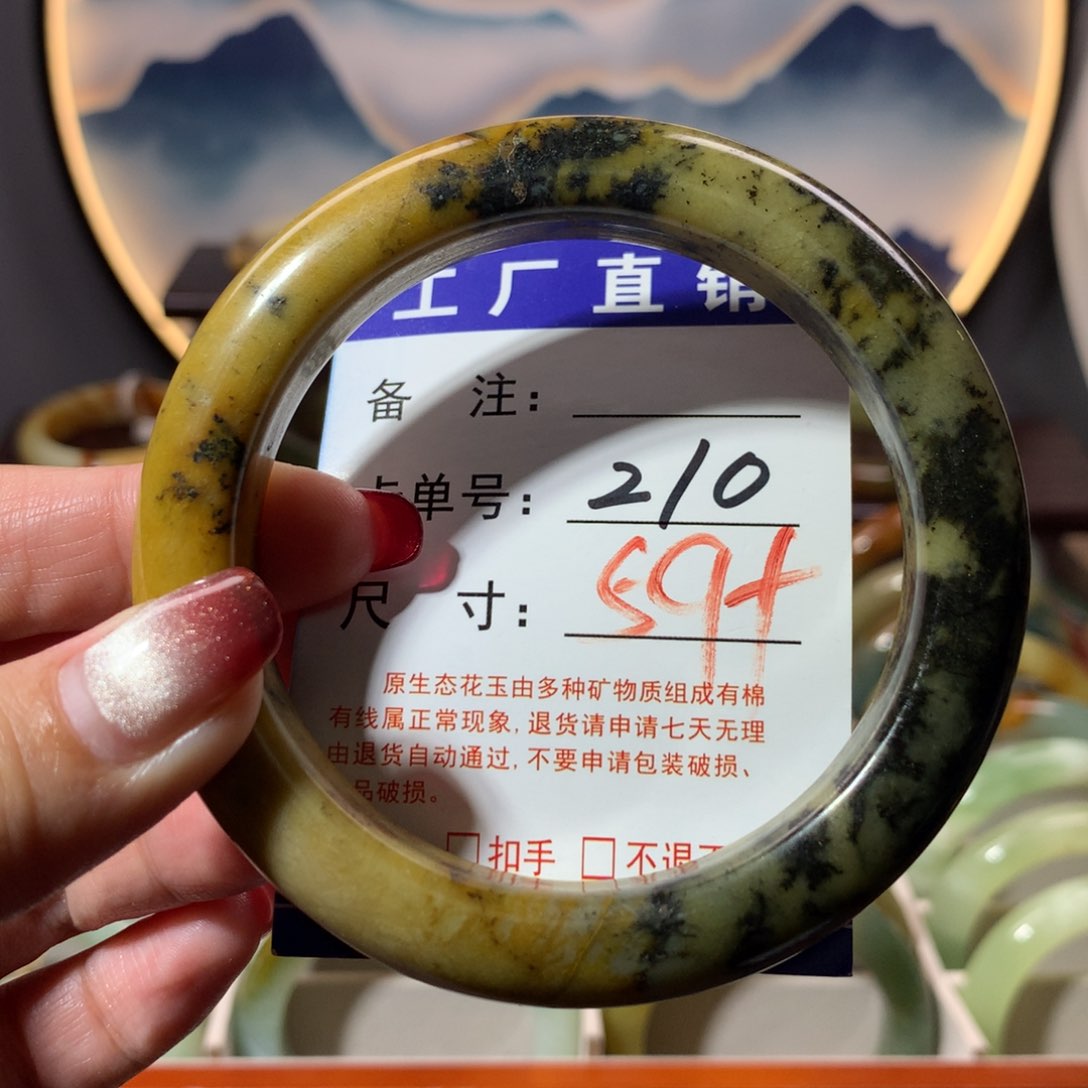 工厂直销
备 注：
单号： 210
尺 寸： 59+
原生态花玉由多种矿物质组成有棉
有线属正常现象，退货请申请七天无理
由退货自动通过，不要申请包装破损、
品破损。
□扣手 □不退